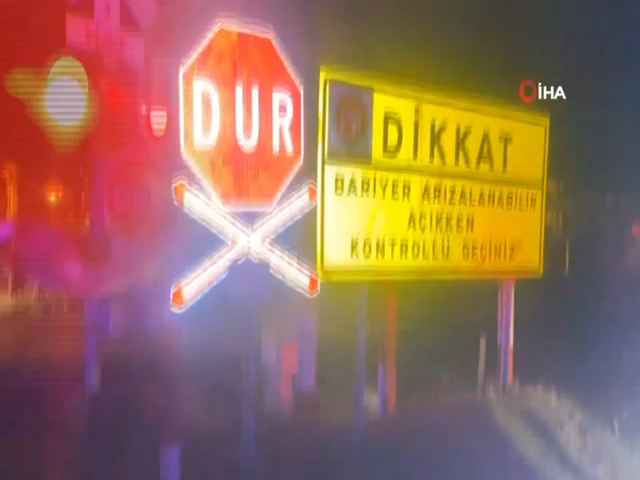 DUR
DİKKAT
BARİYER ARIZALANABİLİR
AÇIKKEN
KONTROLLÜ GEÇİNİZ
İHA